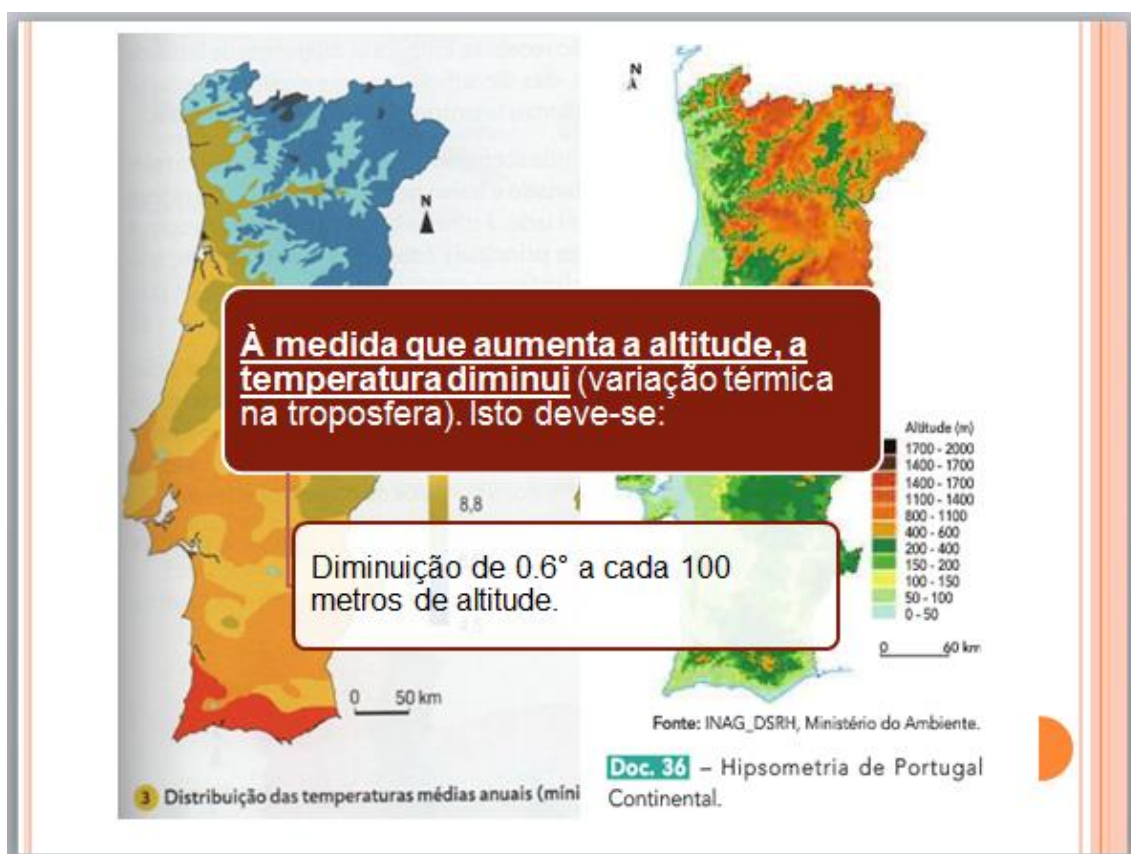 N
N
À medida que aumenta a altitude, a
temperatura diminui (variação térmica
na troposfera). Isto deve-se:
8,8
Diminuição de 0.6° a cada 100
metros de altitude.
Altitude (m)
1700 - 2000
1400 - 1700
1400 - 1700
1100 - 1400
800 - 1100
400 - 600
200 - 400
150 - 200
100 - 150
50 - 100
0 - 50
0 60 km
0 50 km
Fonte: INAG_DSRH, Ministério do Ambiente.
3 Distribuição das temperaturas médias anuais (míni
Doc. 36 – Hipsometria de Portugal
Continental.